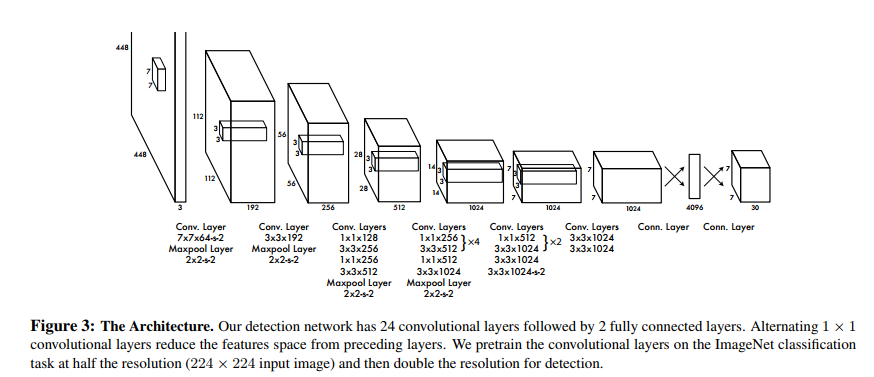 448
7
7
448
3
112
3
3
112
192
56
3
3
56
256
28
3
3
28
512
14
3
3
14
1024
7
3
3
7
1024
7
7
1024
4096
7
7
30
Conv. Layer
7x7x64-s-2
Maxpool Layer
2x2-s-2
Conv. Layer
3x3x192
Maxpool Layer
2x2-s-2
Conv. Layers
1x1x128
3x3x256
1x1x256
3x3x512
Maxpool Layer
2x2-s-2
Conv. Layers
1x1x256 }×4
3x3x512
1x1x512
3x3x1024
Maxpool Layer
2x2-s-2
Conv. Layers
1x1x512 }×2
3x3x1024
3x3x1024
3x3x1024-s-2
Conv. Layers
3x3x1024
3x3x1024
Conn. Layer
Conn. Layer
Figure 3: The Architecture. Our detection network has 24 convolutional layers followed by 2 fully connected layers. Alternating 1 × 1
convolutional layers reduce the features space from preceding layers. We pretrain the convolutional layers on the ImageNet classification
task at half the resolution (224 × 224 input image) and then double the resolution for detection.